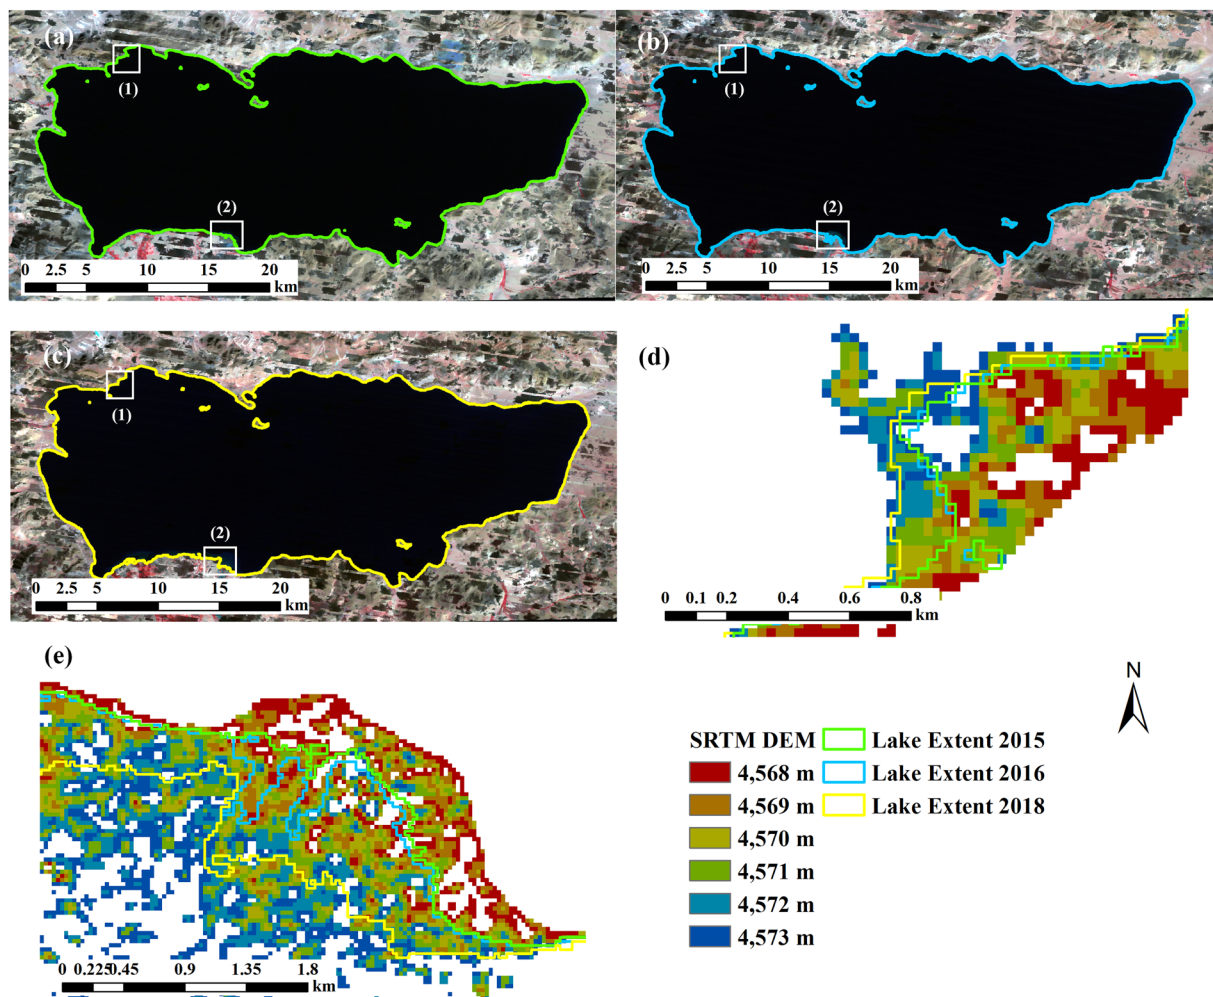 (a)
(1)
(2)
0 2.5 5 10 15 20
km
(b)
(1)
(2)
0 2.5 5 10 15 20
km
(c)
(1)
(2)
0 2.5 5 10 15 20
km
(d)
0 0.1 0.2 0.4 0.6 0.8
km
(e)
0 0.225 0.45 0.9 1.35 1.8
km
N
SRTM DEM
4,568 m
4,569 m
4,570 m
4,571 m
4,572 m
4,573 m
Lake Extent 2015
Lake Extent 2016
Lake Extent 2018